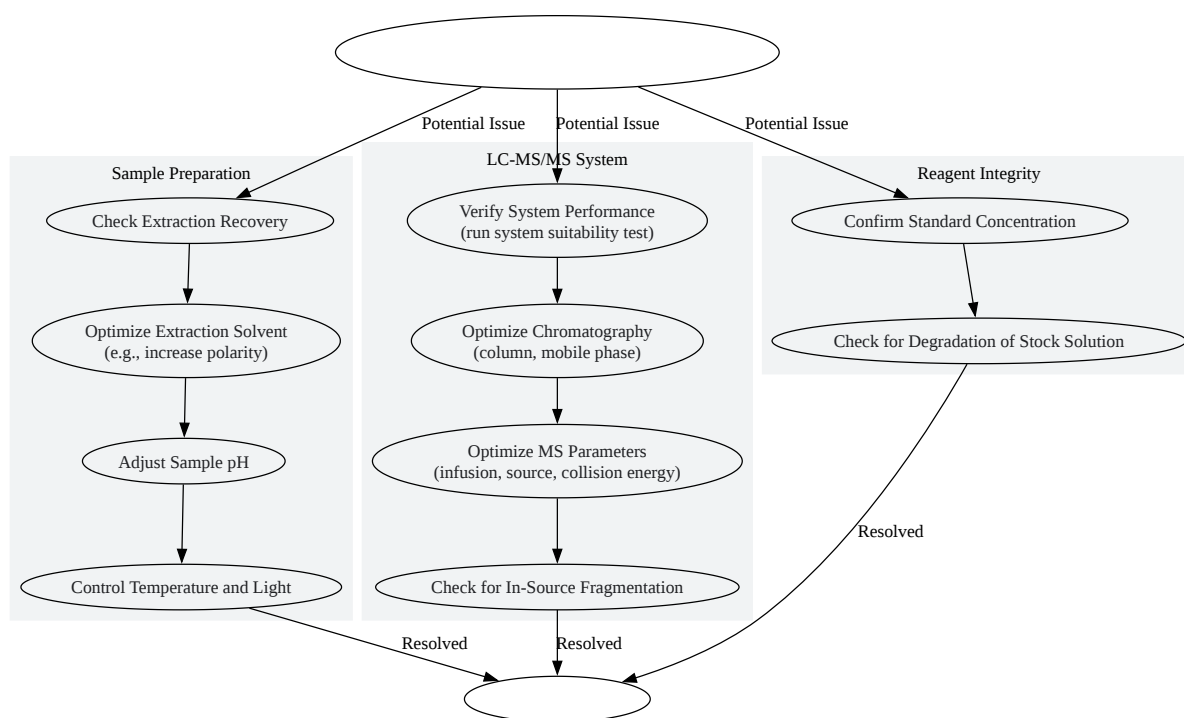 Potential Issue
Potential Issue
Potential Issue
Sample Preparation
LC-MS/MS System
Reagent Integrity
Check Extraction Recovery
Verify System Performance
(run system suitability test)
Confirm Standard Concentration
Optimize Extraction Solvent
(e.g., increase polarity)
Optimize Chromatography
(column, mobile phase)
Check for Degradation of Stock Solution
Adjust Sample pH
Optimize MS Parameters
(infusion, source, collision energy)
Resolved
Control Temperature and Light
Check for In-Source Fragmentation
Resolved
Resolved